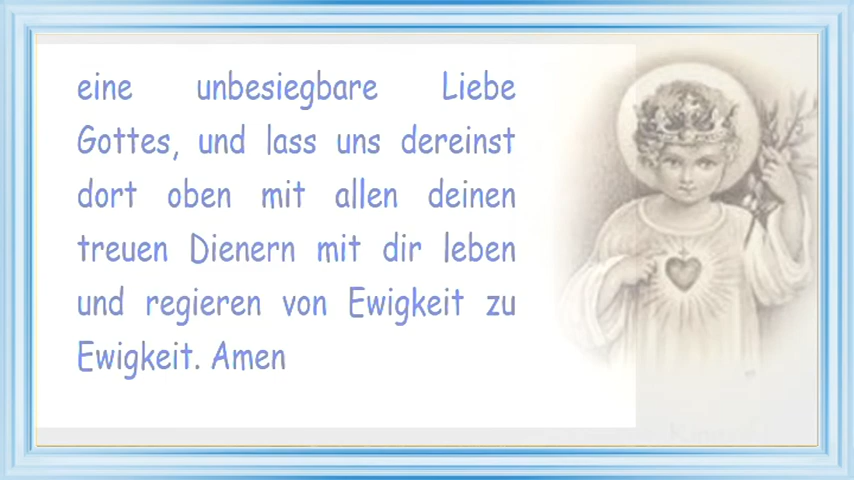 eine unbesiegbare Liebe
Gottes, und lass uns dereinst
dort oben mit allen deinen
treuen Dienern mit dir leben
und regieren von Ewigkeit zu
Ewigkeit. Amen